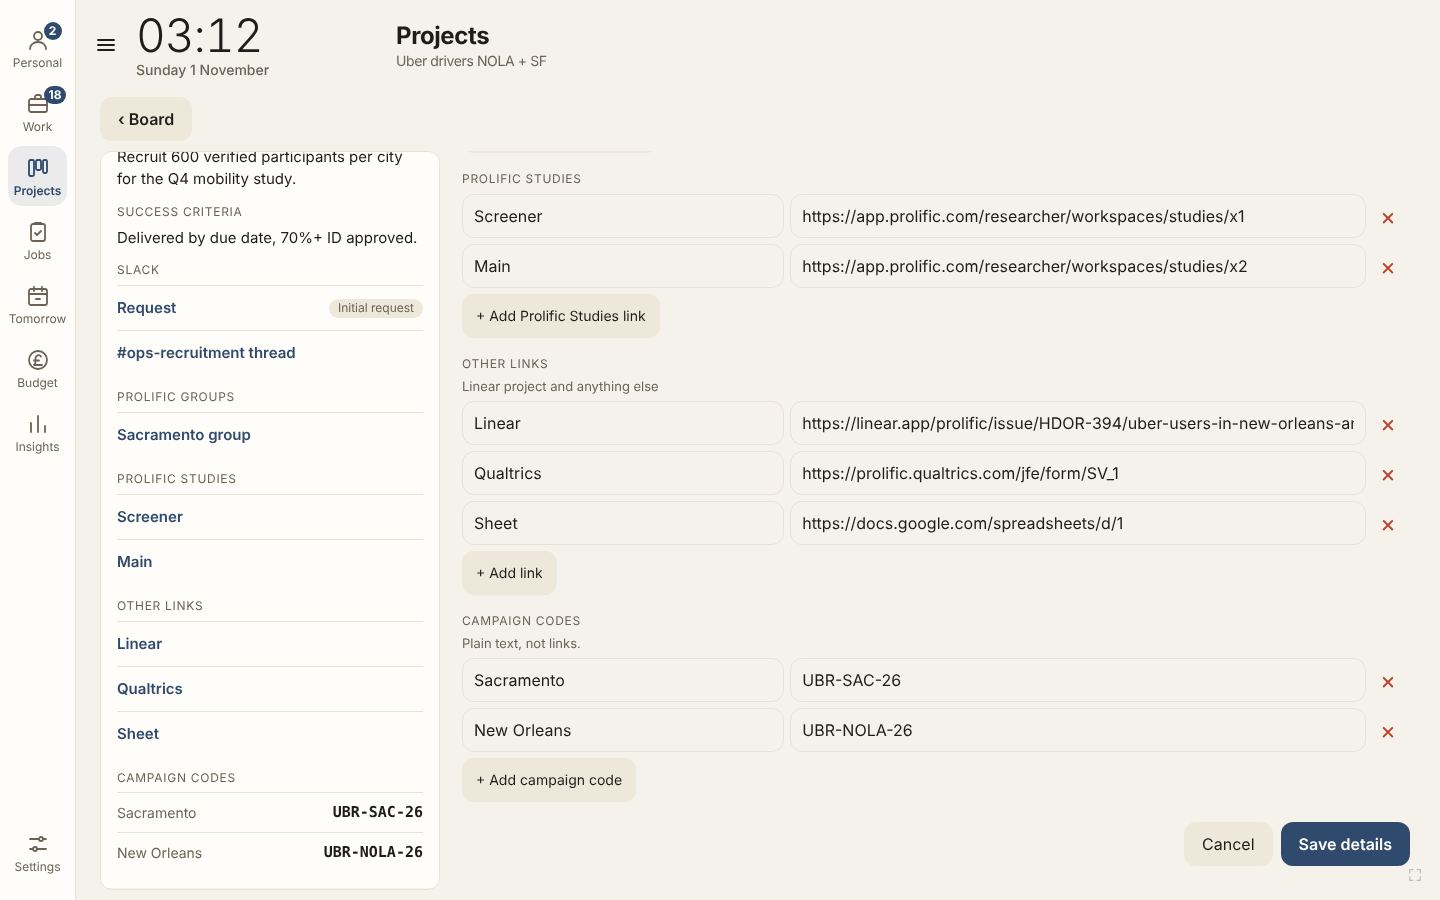 2
Personal
18
Work
Projects
Jobs
Tomorrow
Budget
Insights
Settings
03:12
Sunday 1 November
Projects
Uber drivers NOLA + SF
‹ Board
Recruit 600 verified participants per city
for the Q4 mobility study.
SUCCESS CRITERIA
Delivered by due date, 70%+ ID approved.
SLACK
Request Initial request
#ops-recruitment thread
PROLIFIC GROUPS
Sacramento group
PROLIFIC STUDIES
Screener
Main
OTHER LINKS
Linear
Qualtrics
Sheet
CAMPAIGN CODES
Sacramento UBR-SAC-26
New Orleans UBR-NOLA-26
PROLIFIC STUDIES
Screener https://app.prolific.com/researcher/workspaces/studies/x1
Main https://app.prolific.com/researcher/workspaces/studies/x2
+ Add Prolific Studies link
OTHER LINKS
Linear project and anything else
Linear https://linear.app/prolific/issue/HDOR-394/uber-users-in-new-orleans-ar
Qualtrics https://prolific.qualtrics.com/jfe/form/SV_1
Sheet https://docs.google.com/spreadsheets/d/1
+ Add link
CAMPAIGN CODES
Plain text, not links.
Sacramento UBR-SAC-26
New Orleans UBR-NOLA-26
+ Add campaign code
Cancel Save details